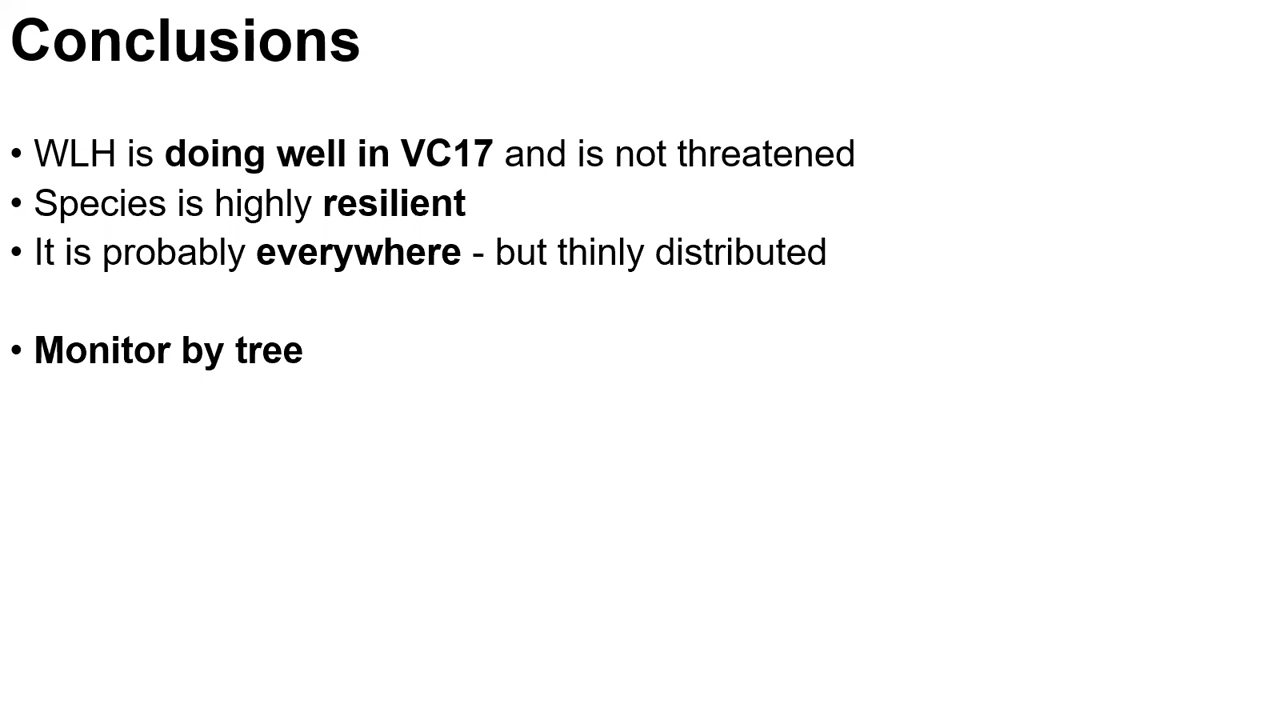 Conclusions
• WLH is doing well in VC17 and is not threatened
• Species is highly resilient
• It is probably everywhere - but thinly distributed
• Monitor by tree